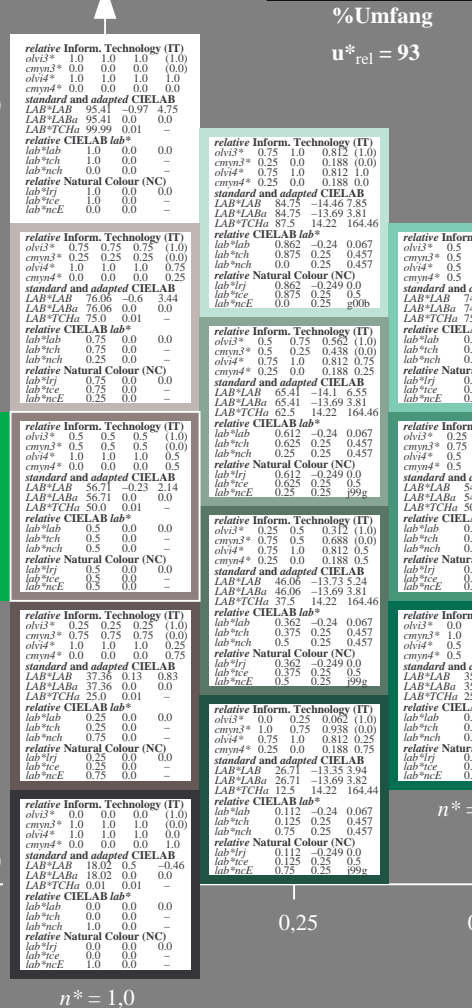 %Umfang
u*rel = 93
relative Inform. Technology (IT)
olvi3* 1.0 1.0 1.0 (1.0)
cmyn3* 0.0 0.0 0.0 (0.0)
olvi4* 1.0 1.0 1.0 1.0
cmyn4* 0.0 0.0 0.0 0.0
standard and adapted CIELAB
LAB*LAB 95.41 −0.97 4.75
LAB*LABa 95.41 0.0 0.0
LAB*TCHa 99.99 0.01 −
relative CIELAB lab*
lab*lab 1.0 0.0 0.0
lab*tch 1.0 0.0 −
lab*nch 0.0 0.0 −
relative Natural Colour (NC)
lab*lrj 1.0 0.0 0.0
lab*tce 1.0 0.0 −
lab*ncE 0.0 0.0 −
relative Inform. Technology (IT)
olvi3* 0.75 0.75 0.75 (1.0)
cmyn3* 0.25 0.25 0.25 (0.0)
olvi4* 1.0 1.0 1.0 0.75
cmyn4* 0.0 0.0 0.0 0.25
standard and adapted CIELAB
LAB*LAB 76.06 −0.6 3.44
LAB*LABa 76.06 0.0 0.0
LAB*TCHa 75.0 0.01 −
relative CIELAB lab*
lab*lab 0.75 0.0 0.0
lab*tch 0.75 0.0 −
lab*nch 0.25 0.0 −
relative Natural Colour (NC)
lab*lrj 0.75 0.0 0.0
lab*tce 0.75 0.0 −
lab*ncE 0.25 0.0 −
relative Inform. Technology (IT)
olvi3* 0.5 0.5 0.5 (1.0)
cmyn3* 0.5 0.5 0.5 (0.0)
olvi4* 1.0 1.0 1.0 0.5
cmyn4* 0.0 0.0 0.0 0.5
standard and adapted CIELAB
LAB*LAB 56.71 −0.23 2.14
LAB*LABa 56.71 0.0 0.0
LAB*TCHa 50.0 0.01 −
relative CIELAB lab*
lab*lab 0.5 0.0 0.0
lab*tch 0.5 0.0 −
lab*nch 0.5 0.0 −
relative Natural Colour (NC)
lab*lrj 0.5 0.0 0.0
lab*tce 0.5 0.0 −
lab*ncE 0.5 0.0 −
relative Inform. Technology (IT)
olvi3* 0.25 0.25 0.25 (1.0)
cmyn3* 0.75 0.75 0.75 (0.0)
olvi4* 1.0 1.0 1.0 0.25
cmyn4* 0.0 0.0 0.0 0.75
standard and adapted CIELAB
LAB*LAB 37.36 0.13 0.83
LAB*LABa 37.36 0.0 0.0
LAB*TCHa 25.0 0.01 −
relative CIELAB lab*
lab*lab 0.25 0.0 0.0
lab*tch 0.25 0.0 −
lab*nch 0.75 0.0 −
relative Natural Colour (NC)
lab*lrj 0.25 0.0 0.0
lab*tce 0.25 0.0 −
lab*ncE 0.75 0.0 −
relative Inform. Technology (IT)
olvi3* 0.0 0.0 0.0 (1.0)
cmyn3* 1.0 1.0 1.0 (0.0)
olvi4* 1.0 1.0 1.0 0.0
cmyn4* 0.0 0.0 0.0 1.0
standard and adapted CIELAB
LAB*LAB 18.02 0.5 −0.46
LAB*LABa 18.02 0.0 0.0
LAB*TCHa 0.01 0.01 −
relative CIELAB lab*
lab*lab 0.0 0.0 0.0
lab*tch 0.0 0.0 −
lab*nch 1.0 0.0 −
relative Natural Colour (NC)
lab*lrj 0.0 0.0 0.0
lab*tce 0.0 0.0 −
lab*ncE 1.0 0.0 −
n* = 1,0
relative Inform. Technology (IT)
olvi3* 0.75 1.0 0.812 (1.0)
cmyn3* 0.25 0.0 0.188 (0.0)
olvi4* 0.75 1.0 0.812 1.0
cmyn4* 0.25 0.0 0.188 0.0
standard and adapted CIELAB
LAB*LAB 84.75 −14.46 7.85
LAB*LABa 84.75 −13.69 3.81
LAB*TCHa 87.5 14.22 164.46
relative CIELAB lab*
lab*lab 0.862 −0.24 0.067
lab*tch 0.875 0.25 0.457
lab*nch 0.0 0.25 0.457
relative Natural Colour (NC)
lab*lrj 0.862 −0.249 0.0
lab*tce 0.875 0.25 0.5
lab*ncE 0.0 0.25 g00b
relative Inform. Technology (IT)
olvi3* 0.5 0.75 0.562 (1.0)
cmyn3* 0.5 0.25 0.438 (0.0)
olvi4* 0.75 1.0 0.812 0.75
cmyn4* 0.25 0.0 0.188 0.25
standard and adapted CIELAB
LAB*LAB 65.41 −14.1 6.55
LAB*LABa 65.41 −13.69 3.81
LAB*TCHa 62.5 14.22 164.46
relative CIELAB lab*
lab*lab 0.612 −0.24 0.067
lab*tch 0.625 0.25 0.457
lab*nch 0.25 0.25 0.457
relative Natural Colour (NC)
lab*lrj 0.612 −0.249 0.0
lab*tce 0.625 0.25 0.5
lab*ncE 0.25 0.25 j99g
relative Inform. Technology (IT)
olvi3* 0.25 0.5 0.312 (1.0)
cmyn3* 0.75 0.5 0.688 (0.0)
olvi4* 0.75 1.0 0.812 0.5
cmyn4* 0.25 0.0 0.188 0.5
standard and adapted CIELAB
LAB*LAB 46.06 −13.73 5.24
LAB*LABa 46.06 −13.69 3.81
LAB*TCHa 37.5 14.22 164.46
relative CIELAB lab*
lab*lab 0.362 −0.24 0.067
lab*tch 0.375 0.25 0.457
lab*nch 0.5 0.25 0.457
relative Natural Colour (NC)
lab*lrj 0.362 −0.249 0.0
lab*tce 0.375 0.25 0.5
lab*ncE 0.5 0.25 j99g
relative Inform. Technology (IT)
olvi3* 0.0 0.25 0.062 (1.0)
cmyn3* 1.0 0.75 0.938 (0.0)
olvi4* 0.75 1.0 0.812 0.25
cmyn4* 0.25 0.0 0.188 0.75
standard and adapted CIELAB
LAB*LAB 26.71 −13.35 3.94
LAB*LABa 26.71 −13.69 3.82
LAB*TCHa 12.5 14.22 164.44
relative CIELAB lab*
lab*lab 0.112 −0.24 0.067
lab*tch 0.125 0.25 0.457
lab*nch 0.75 0.25 0.457
relative Natural Colour (NC)
lab*lrj 0.112 −0.249 0.0
lab*tce 0.125 0.25 0.5
lab*ncE 0.75 0.25 j99g
0,25
n* =